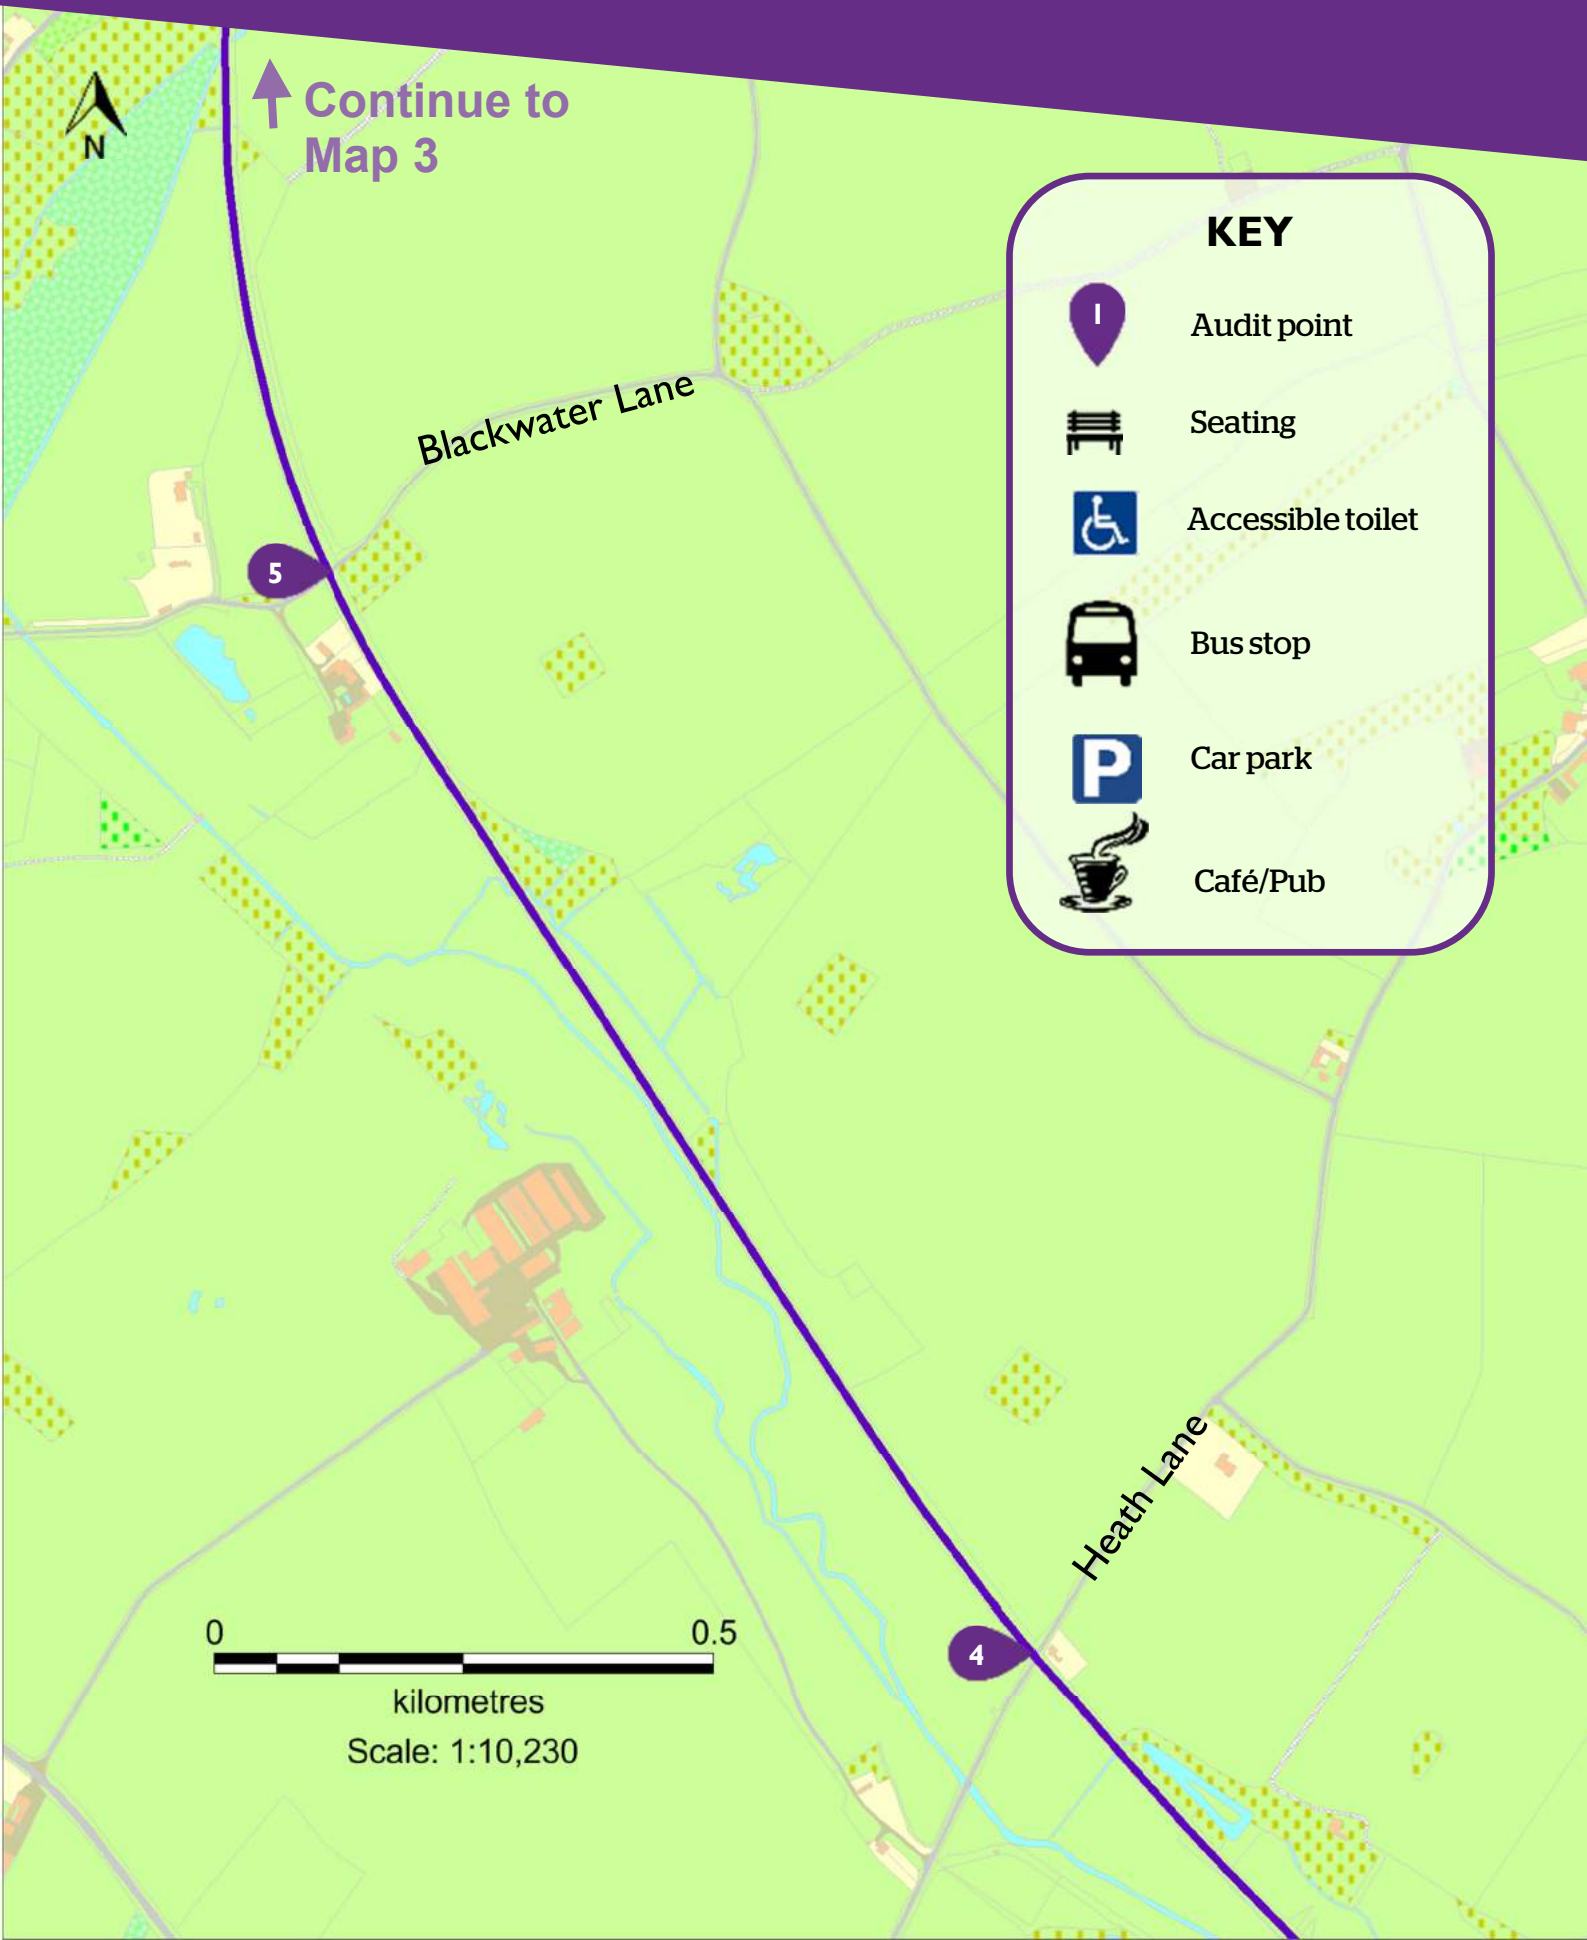 Continue to
Map 3
N
KEY
1
Audit point
Seating
Accessible toilet
Bus stop
P
Car park
Café/Pub
Blackwater Lane
5
Heath Lane
4
0 0.5
kilometres
Scale: 1:10,230